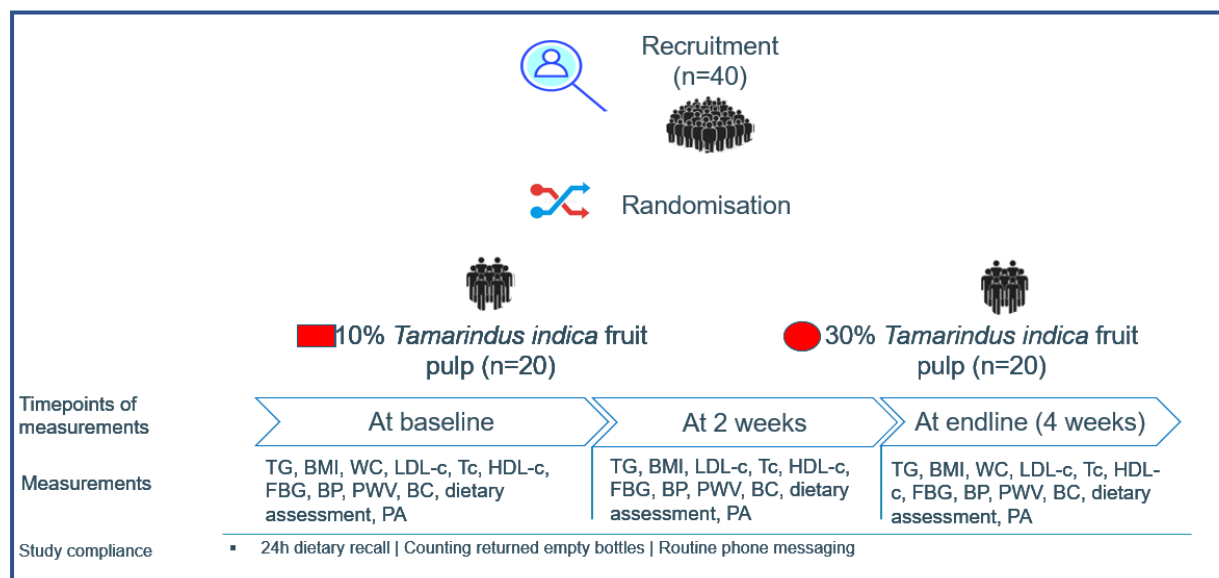 Recruitment
(n=40)
Randomisation
10% Tamarindus indica fruit
pulp (n=20)
30% Tamarindus indica fruit
pulp (n=20)
Timepoints of
measurements
At baseline
At 2 weeks
At endline (4 weeks)
Measurements
TG, BMI, WC, LDL-c, Tc, HDL-c,
FBG, BP, PWV, BC, dietary
assessment, PA
TG, BMI, LDL-c, Tc, HDL-c,
FBG, BP, PWV, BC, dietary
assessment, PA
TG, BMI, WC, LDL-c, Tc, HDL-
c, FBG, BP, PWV, BC, dietary
assessment, PA
Study compliance
▪ 24h dietary recall | Counting returned empty bottles | Routine phone messaging